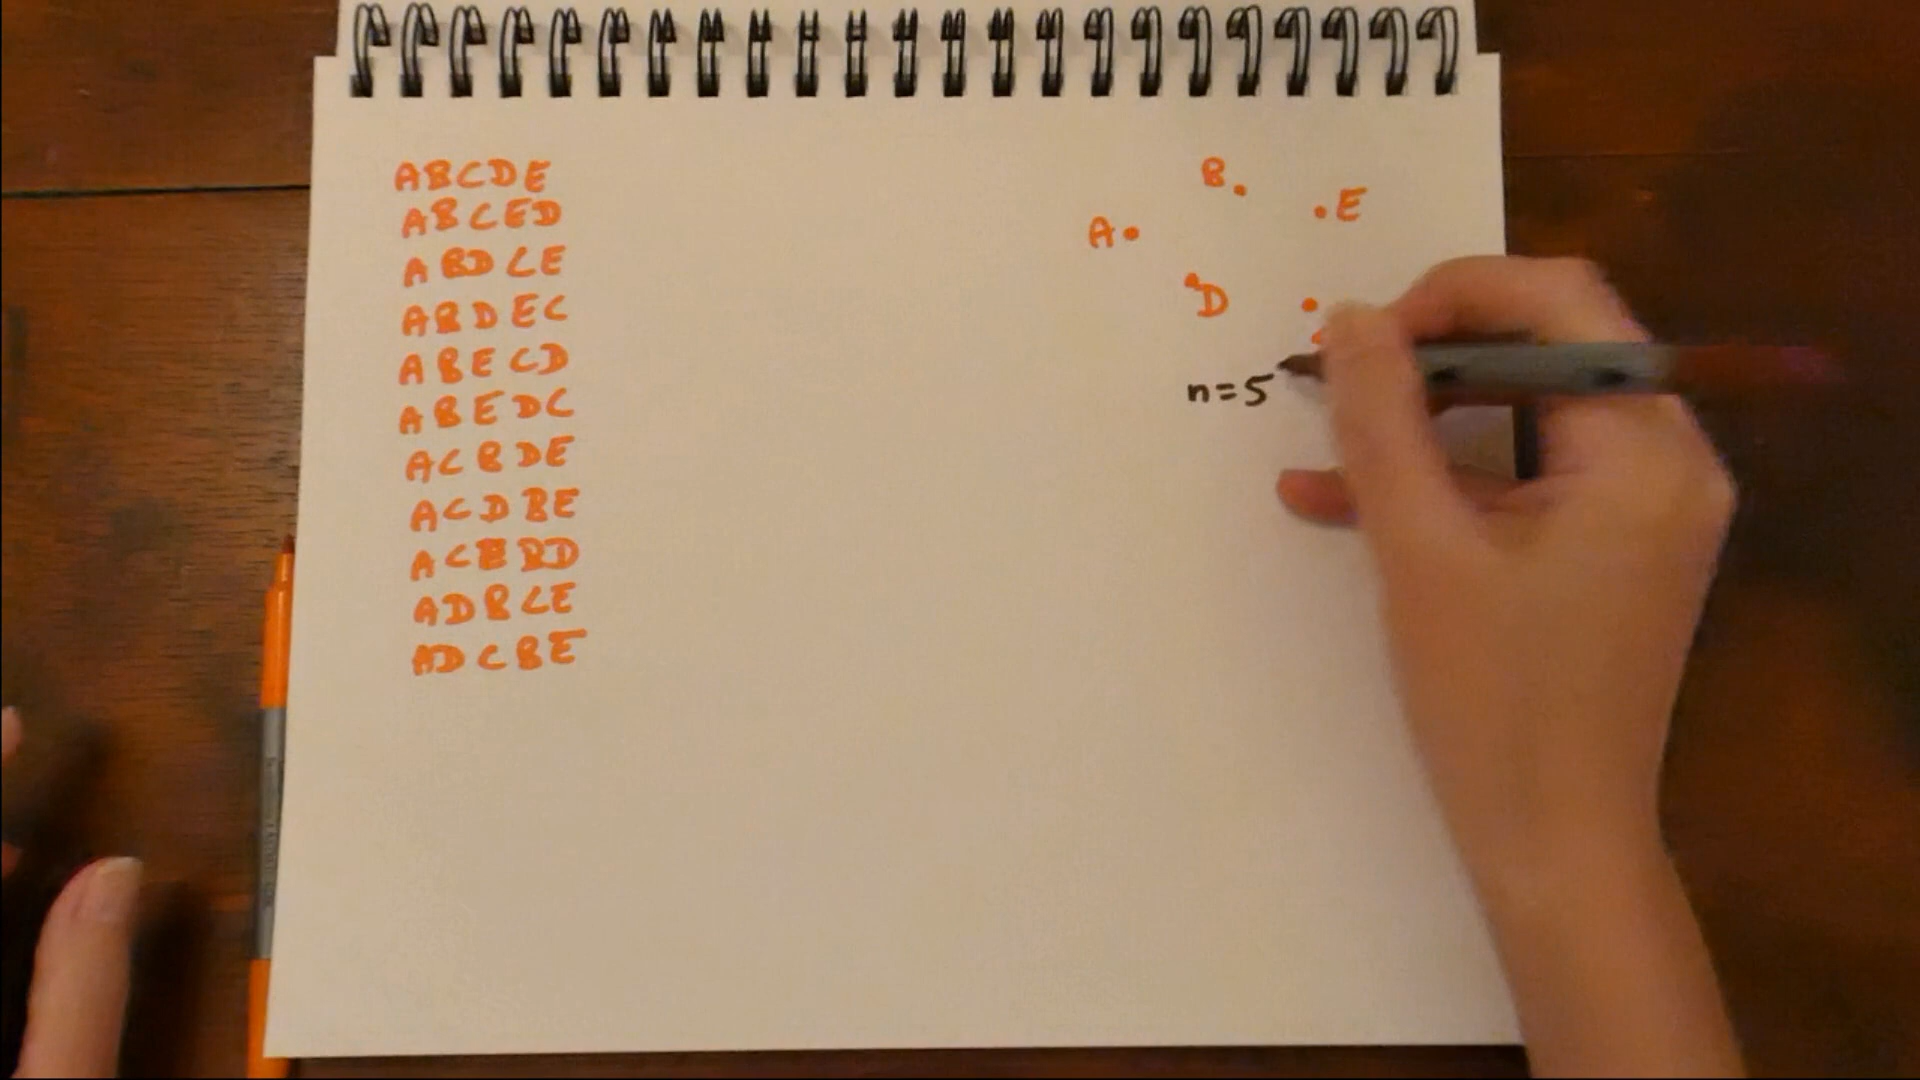 ABCDE
ABCED
ABDCE
ABDEC
ABECD
ABEDC
ACBDE
ACDBE
ACEBD
ADBCE
ADCBE
B
E
A
D
n=5